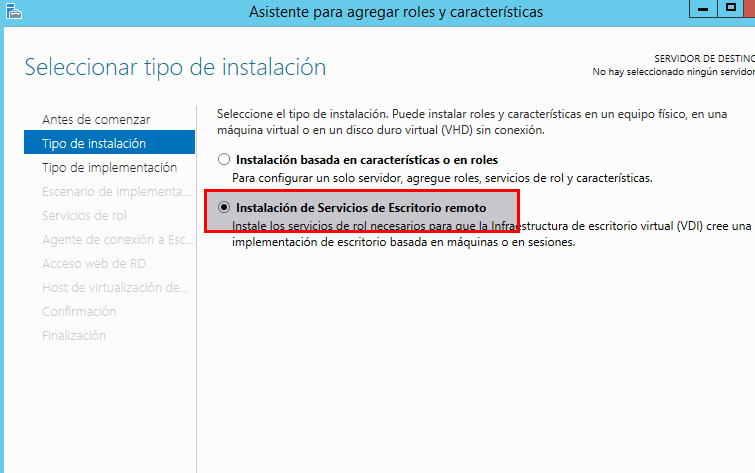 Asistente para agregar roles y características
Seleccionar tipo de instalación
SERVIDOR DE DESTINO
No hay seleccionado ningún servidor
Antes de comenzar
Tipo de instalación
Tipo de implementación
Escenario de implementa...
Servicios de rol
Agente de conexión a Esc...
Acceso web de RD
Host de virtualización de...
Confirmación
Finalización
Seleccione el tipo de instalación. Puede instalar roles y características en un equipo físico, en una
máquina virtual o en un disco duro virtual (VHD) sin conexión.
Instalación basada en características o en roles
Para configurar un solo servidor, agregue roles, servicios de rol y características.
Instalación de Servicios de Escritorio remoto
Instale los servicios de rol necesarios para que la Infraestructura de escritorio virtual (VDI) cree una
implementación de escritorio basada en máquinas o en sesiones.